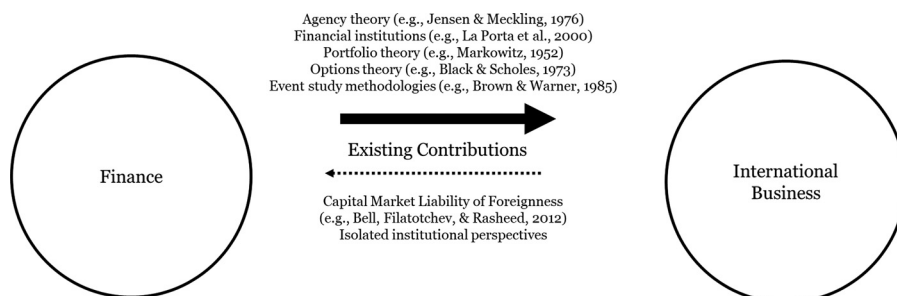 Agency theory (e.g., Jensen & Meckling, 1976)
Financial institutions (e.g., La Porta et al., 2000)
Portfolio theory (e.g., Markowitz, 1952)
Options theory (e.g., Black & Scholes, 1973)
Event study methodologies (e.g., Brown & Warner, 1985)
Existing Contributions
Finance
International
Business
Capital Market Liability of Foreignness
(e.g., Bell, Filatotchev, & Rasheed, 2012)
Isolated institutional perspectives